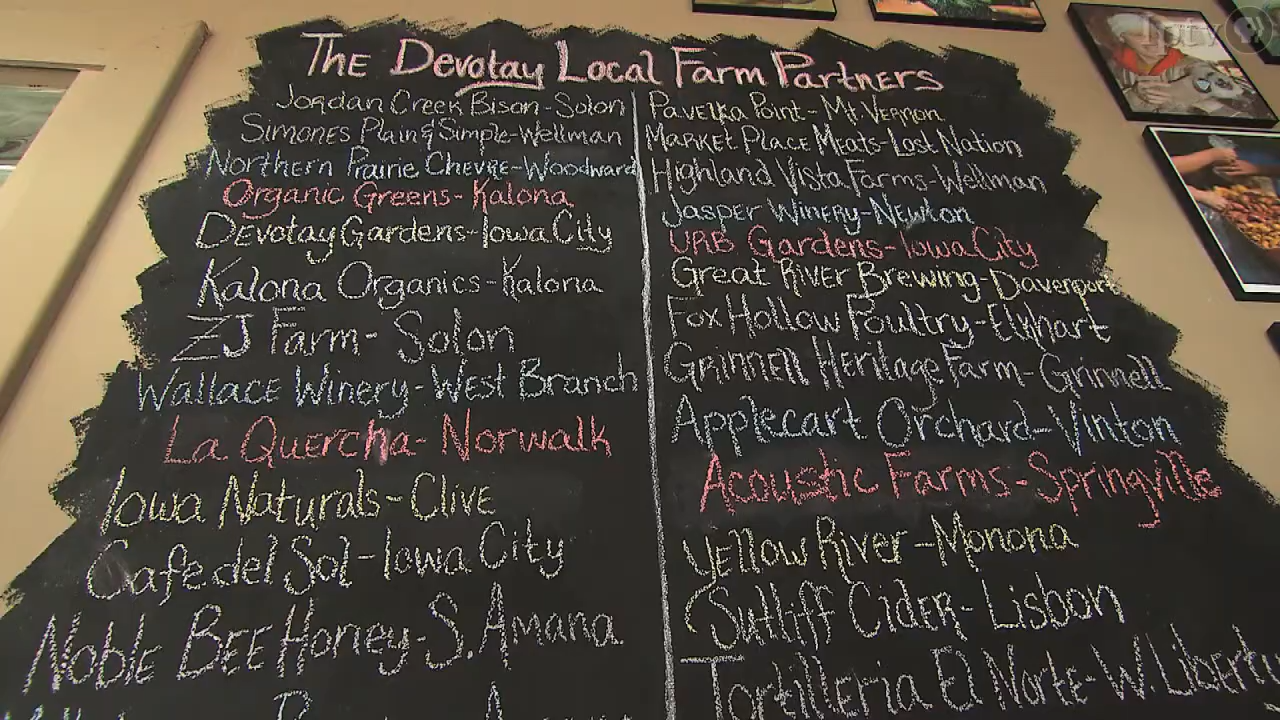 The Devotay Local Farm Partners
Jordan Creek Bison-Solon
Simones Plain & Simple-Wellman
Northern Prairie Chevre-Woodward
Organic Greens-Kalona
Devotay Gardens-Iowa City
Kalona Organics-Kalona
ZJ Farm-Solon
Wallace Winery-West Branch
La Quercha-Norwalk
Iowa Naturals-Clive
Cafe del Sol-Iowa City
Noble Bee Honey-S. Amana
Pavelka Point-Mt. Vernon
Market Place Meats-Lost Nation
Highland Vista Farms-Wellman
Jasper Winery-Newton
URB Gardens-Iowa City
Great River Brewing-Davenport
Fox Hollow Poultry-Elkhart
Grinnell Heritage Farm-Grinnell
Applecart Orchard-Vinton
Acoustic Farms-Springville
Yellow River-Monona
Sutliff Cider-Lisbon
Tortilleria El Norte-W. Liberty
iptv